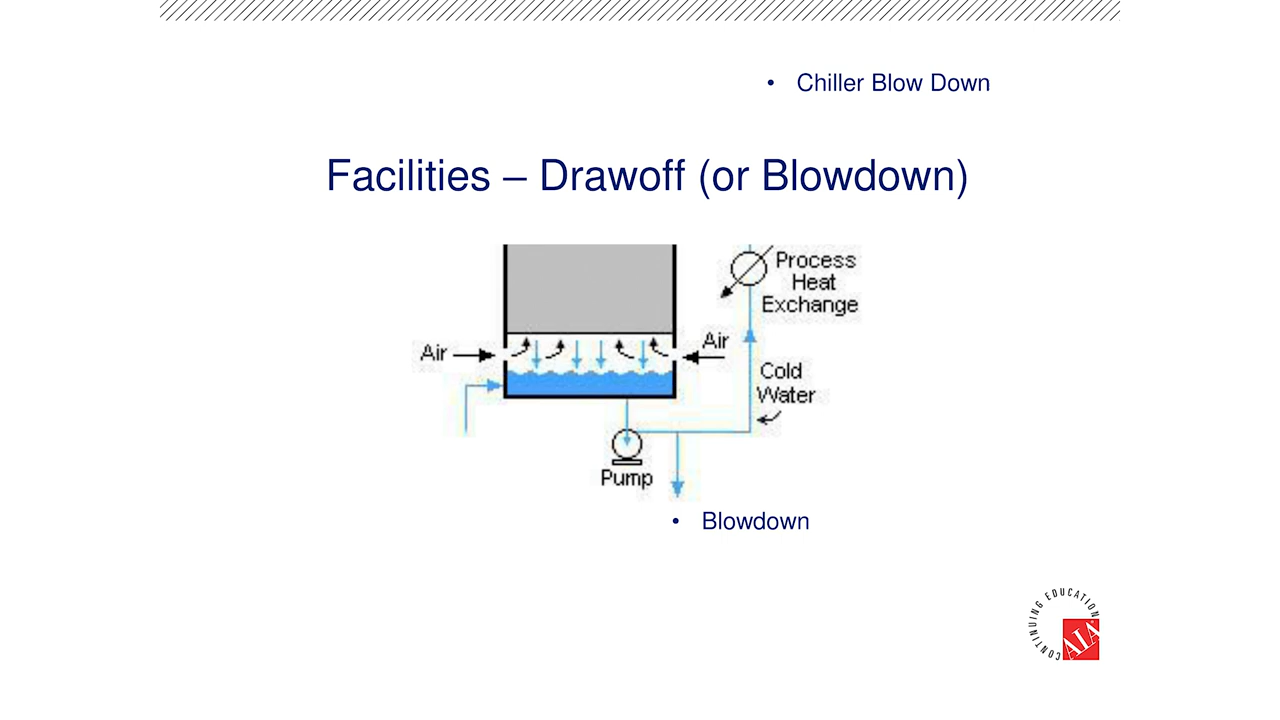 • Chiller Blow Down
Facilities – Drawoff (or Blowdown)
Process
Heat
Exchange
Air
Air
Cold
Water
Pump
• Blowdown
CONTINUING EDUCATION
AIA